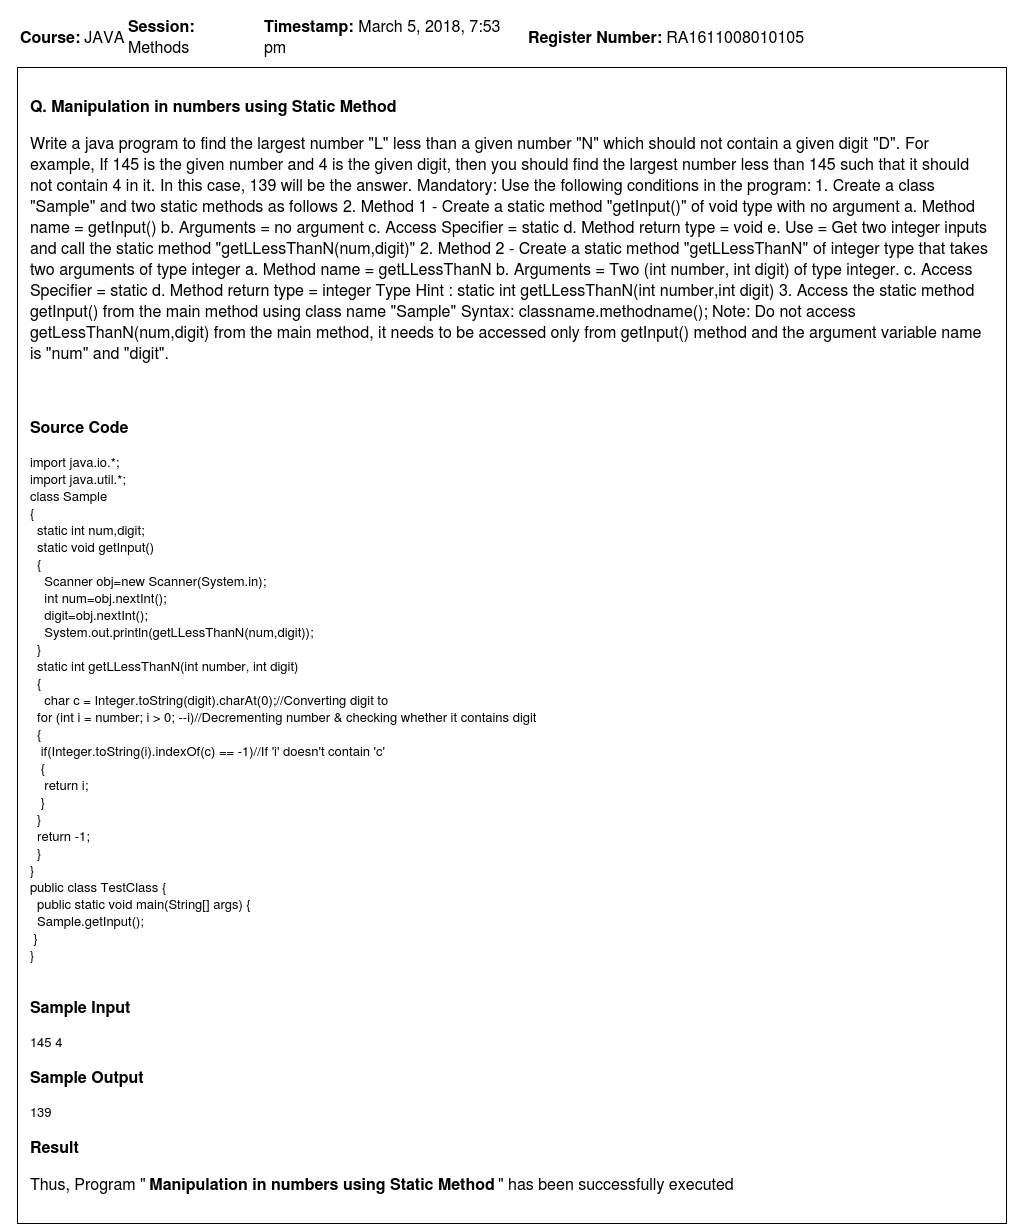 Course: JAVA Session: Methods Timestamp: March 5, 2018, 7:53 pm Register Number: RA1611008010105
Q. Manipulation in numbers using Static Method
Write a java program to find the largest number "L" less than a given number "N" which should not contain a given digit "D". For
example, If 145 is the given number and 4 is the given digit, then you should find the largest number less than 145 such that it should
not contain 4 in it. In this case, 139 will be the answer. Mandatory: Use the following conditions in the program: 1. Create a class
"Sample" and two static methods as follows 2. Method 1 - Create a static method "getInput()" of void type with no argument a. Method
name = getInput() b. Arguments = no argument c. Access Specifier = static d. Method return type = void e. Use = Get two integer inputs
and call the static method "getLLessThanN(num,digit)" 2. Method 2 - Create a static method "getLLessThanN" of integer type that takes
two arguments of type integer a. Method name = getLLessThanN b. Arguments = Two (int number, int digit) of type integer. c. Access
Specifier = static d. Method return type = integer Type Hint : static int getLLessThanN(int number,int digit) 3. Access the static method
getInput() from the main method using class name "Sample" Syntax: classname.methodname(); Note: Do not access
getLessThanN(num,digit) from the main method, it needs to be accessed only from getInput() method and the argument variable name
is "num" and "digit".
Source Code
import java.io.*;
import java.util.*;
class Sample
{
static int num,digit;
static void getInput()
{
Scanner obj=new Scanner(System.in);
int num=obj.nextInt();
digit=obj.nextInt();
System.out.println(getLLessThanN(num,digit));
}
static int getLLessThanN(int number, int digit)
{
char c = Integer.toString(digit).charAt(0);//Converting digit to
for (int i = number; i > 0; --i)//Decrementing number & checking whether it contains digit
{
if(Integer.toString(i).indexOf(c) == -1)//If 'i' doesn't contain 'c'
{
return i;
}
}
return -1;
}
}
public class TestClass {
public static void main(String[] args) {
Sample.getInput();
}
}
Sample Input
145 4
Sample Output
139
Result
Thus, Program " Manipulation in numbers using Static Method " has been successfully executed